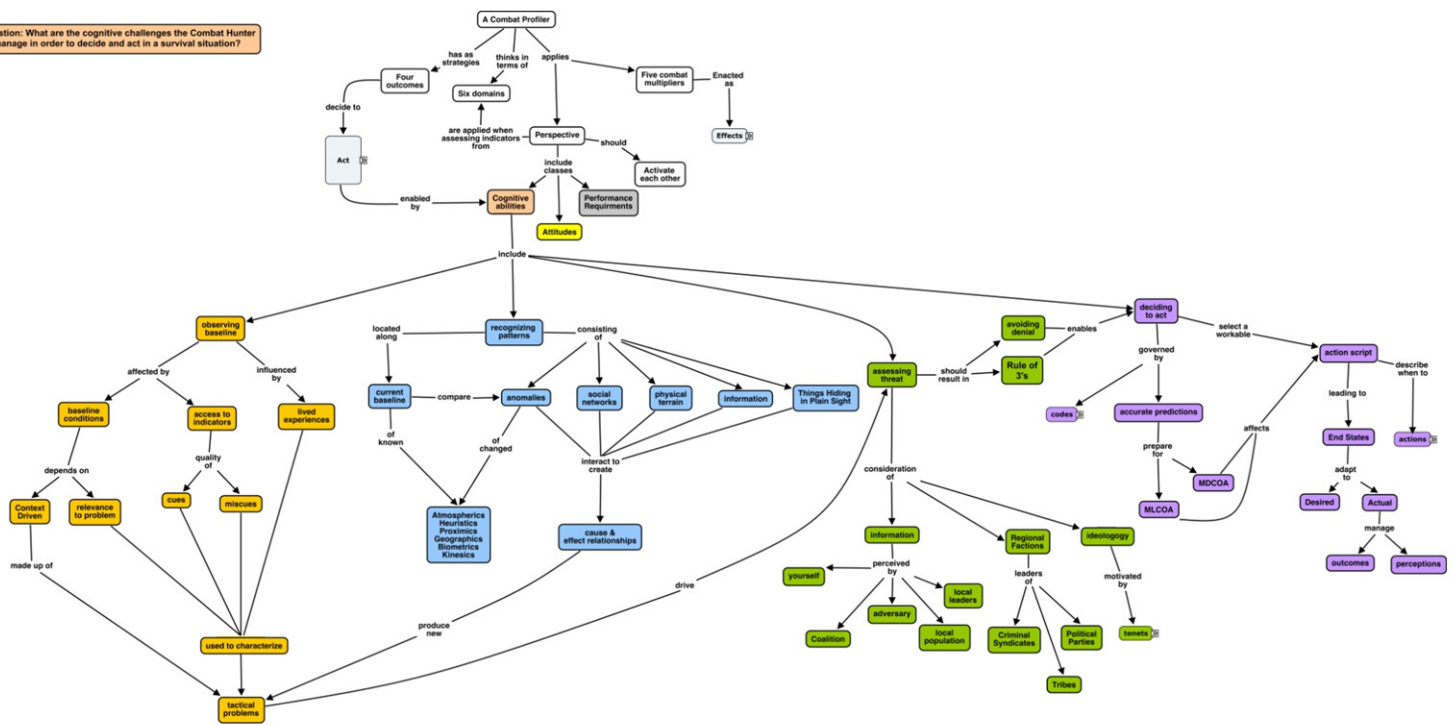 A Combat Profiler
stion: What are the cognitive challenges the Combat Hunter
nanage in order to decide and act in a survival situation?
has as
strategies
thinks in
terms of
applies
Four
outcomes
Six domains
Five combat
multipliers
Enacted
as
decide to
are applied when
assessing indicators
from
Perspective
should
Effects
Act
include
classes
Activate
each other
enabled
by
Cognitive
abilities
Performance
Requirments
Attitudes
include
observing
baseline
located
along
recognizing
patterns
consisting
of
avoiding
denial
enables
deciding
to act
select a
workable
affected by
influenced
by
assessing
threat
should
result in
Rule of
3's
governed
by
action script
describe
when to
baseline
conditions
access to
indicators
lived
experiences
current
baseline
compare
anomalies
social
networks
physical
terrain
information
Things Hiding
in Plain Sight
codes
accurate predictions
leading to
affects
of
known
of
changed
interact to
create
End States
actions
depends on
quality
of
prepare
for
consideration
of
adapt
to
MDCOA
cues
miscues
Context
Driven
relevance
to problem
MLCOA
Desired
Actual
Atmospherics
Heuristics
Proximics
Geographics
Biometrics
Kinesics
cause &
effect relationships
information
Regional
Factions
ideologogy
manage
made up of
perceived
by
leaders
of
motivated
by
outcomes
perceptions
yourself
drive
local
leaders
adversary
produce
new
Coalition
local
population
Criminal
Syndicates
Political
Parties
tenets
used to characterize
Tribes
tactical
problems